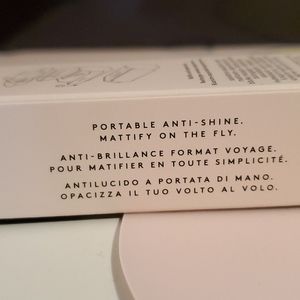 PORTABLE ANTI-SHINE.
MATTIFY ON THE FLY.
ANTI-BRILLANCE FORMAT VOYAGE.
POUR MATIFIER EN TOUTE SIMPLICITÉ.
ANTILUCIDO A PORTATA DI MANO.
OPACIZZA IL TUO VOLTO AL VOLO.